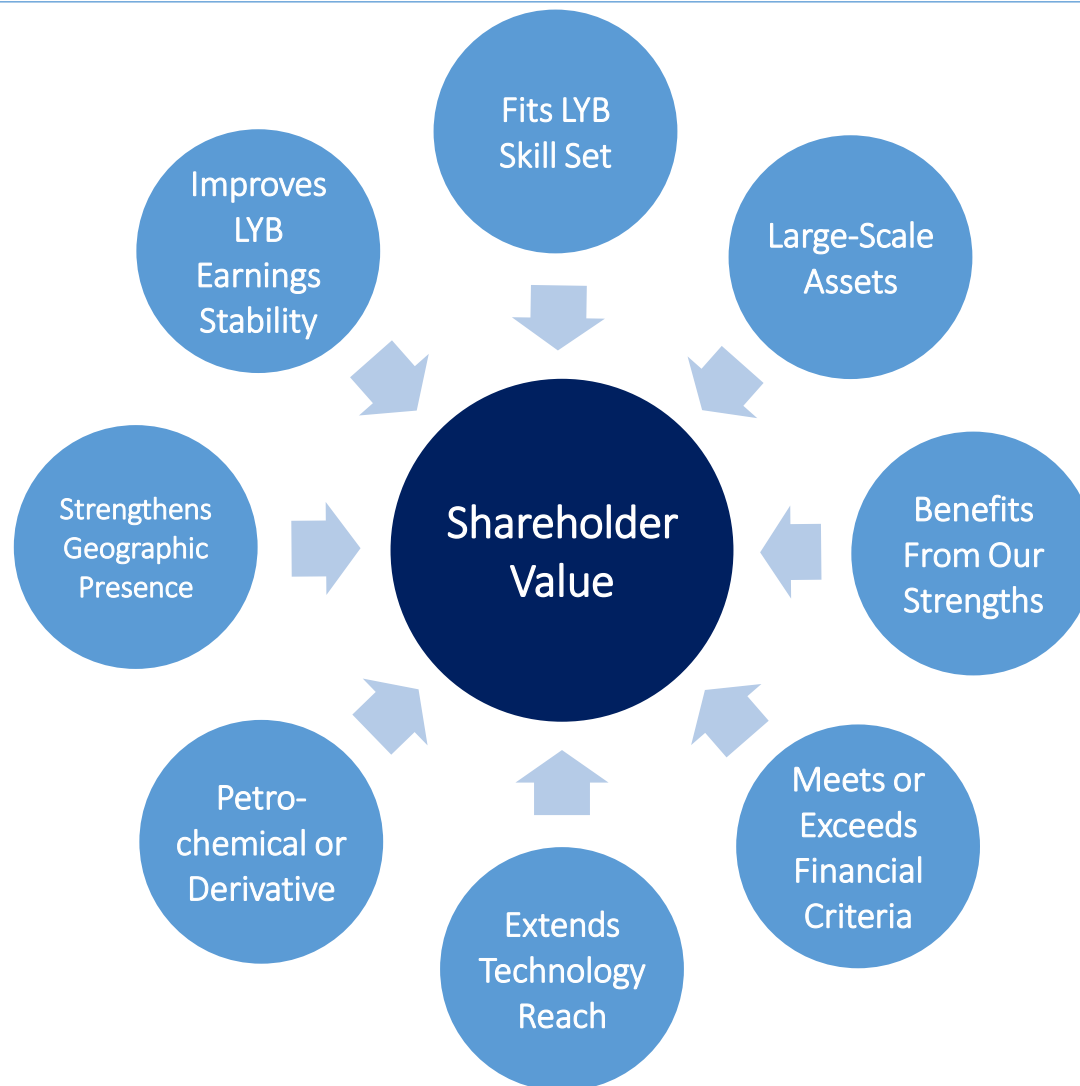 Fits LYB
Skill Set
Improves
LYB
Earnings
Stability
Large-Scale
Assets
Strengthens
Geographic
Presence
Shareholder
Value
Benefits
From Our
Strengths
Petro-
chemical or
Derivative
Meets or
Exceeds
Financial
Criteria
Extends
Technology
Reach